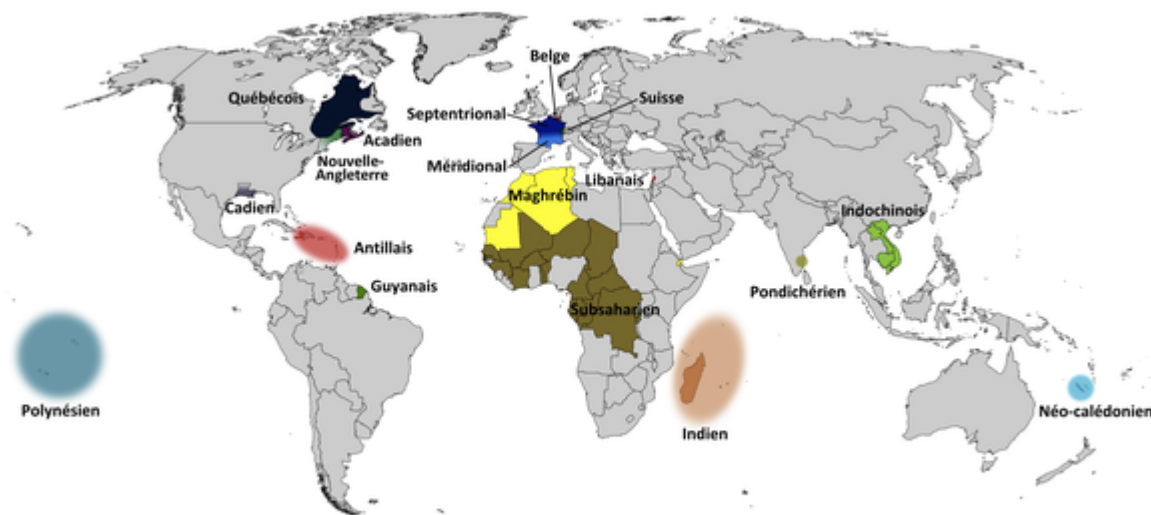 Belge
Québécois
Suisse
Septentrional
Acadien
Nouvelle-
Angleterre
Méridional
Libanais
Maghrébin
Cadien
Indochinois
Antillais
Guyanais
Pondichérien
Subsaharien
Polynésien
Néo-calédonien
Indien